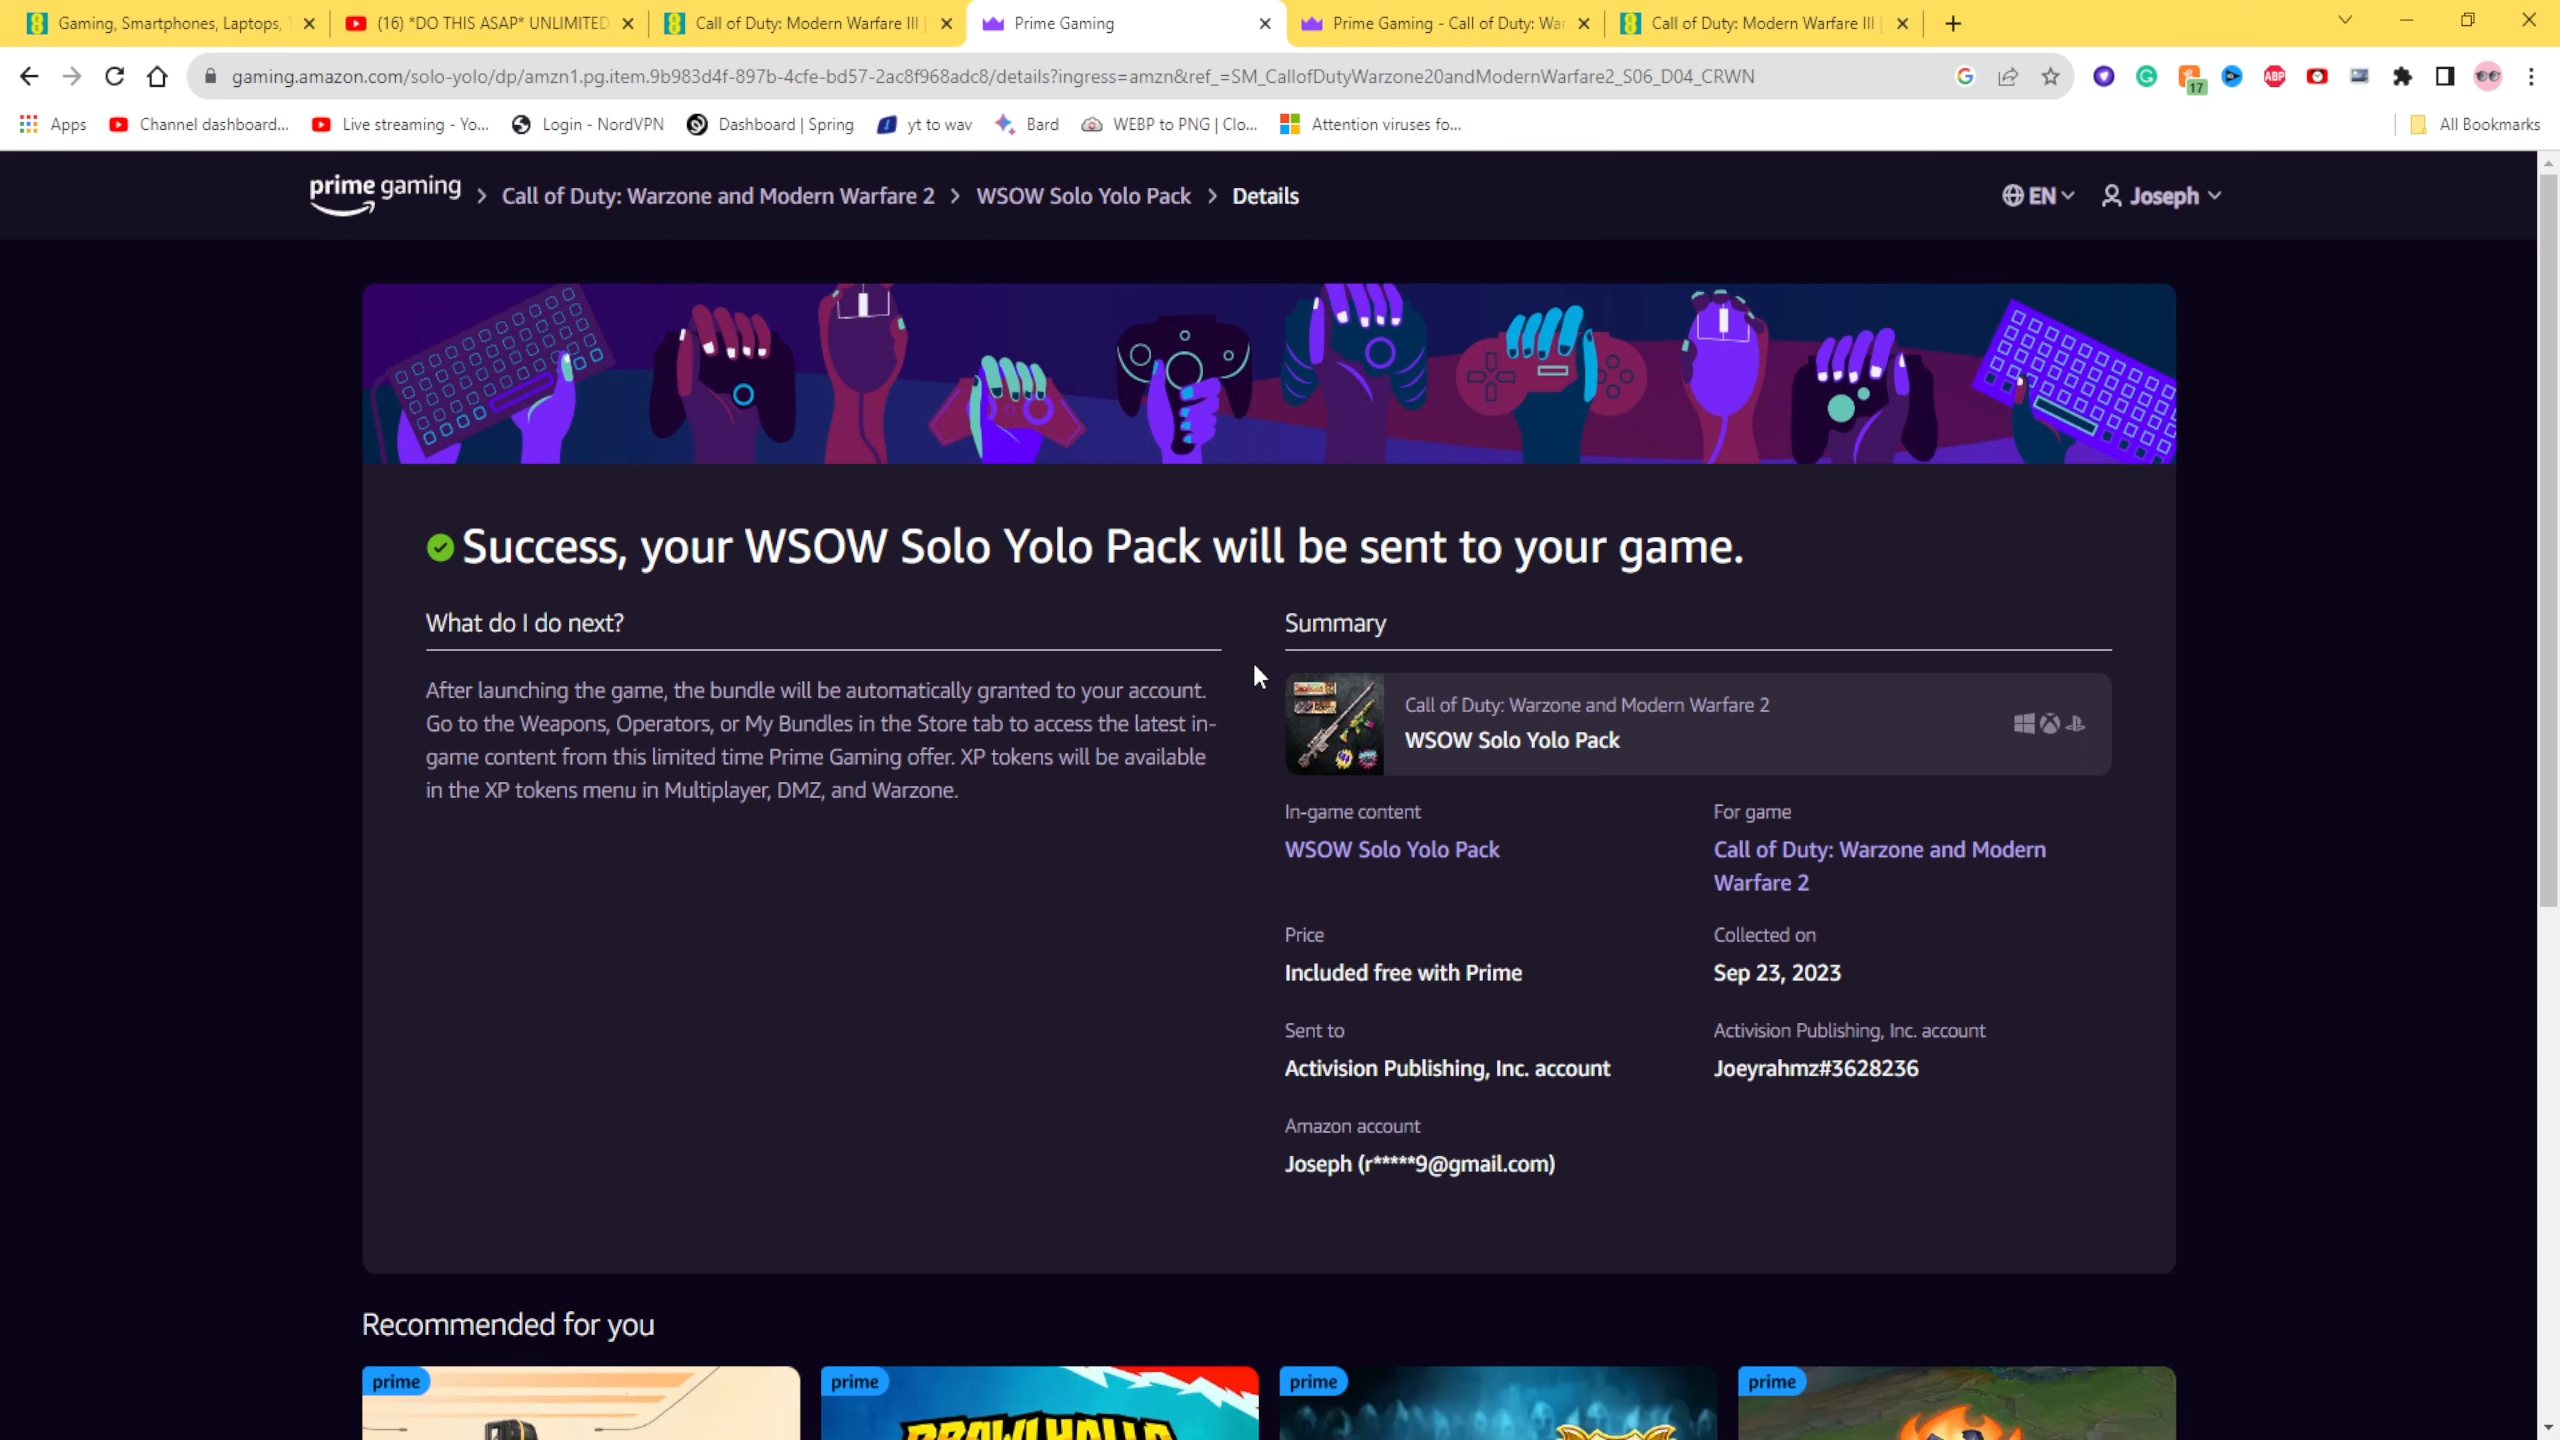 Gaming, Smartphones, Laptops,
(16) *DO THIS ASAP* UNLIMITED
Call of Duty: Modern Warfare III |
Prime Gaming
Prime Gaming - Call of Duty: War
Call of Duty: Modern Warfare III |
gaming.amazon.com/solo-yolo/dp/amzn1.pg.item.9b983d4f-897b-4cfe-bd57-2ac8f968adc8/details?ingress=amzn&ref_=SM_CallofDutyWarzone20andModernWarfare2_S06_D04_CRWN
ABP
17
Apps
Channel dashboard...
Live streaming - Yo...
Login - NordVPN
Dashboard | Spring
yt to wav
Bard
WEBP to PNG | Clo...
Attention viruses fo...
All Bookmarks
prime gaming > Call of Duty: Warzone and Modern Warfare 2 > WSOW Solo Yolo Pack > Details
EN
Joseph
Success, your WSOW Solo Yolo Pack will be sent to your game.
What do I do next?
After launching the game, the bundle will be automatically granted to your account.
Go to the Weapons, Operators, or My Bundles in the Store tab to access the latest in-
game content from this limited time Prime Gaming offer. XP tokens will be available
in the XP tokens menu in Multiplayer, DMZ, and Warzone.
Summary
Call of Duty: Warzone and Modern Warfare 2
WSOW Solo Yolo Pack
In-game content
WSOW Solo Yolo Pack
For game
Call of Duty: Warzone and Modern
Warfare 2
Price
Included free with Prime
Collected on
Sep 23, 2023
Sent to
Activision Publishing, Inc. account
Activision Publishing, Inc. account
Joeyrahmz#3628236
Amazon account
Joseph (r*****9@gmail.com)
Recommended for you
prime
prime
BRAWLHALLA
prime
prime